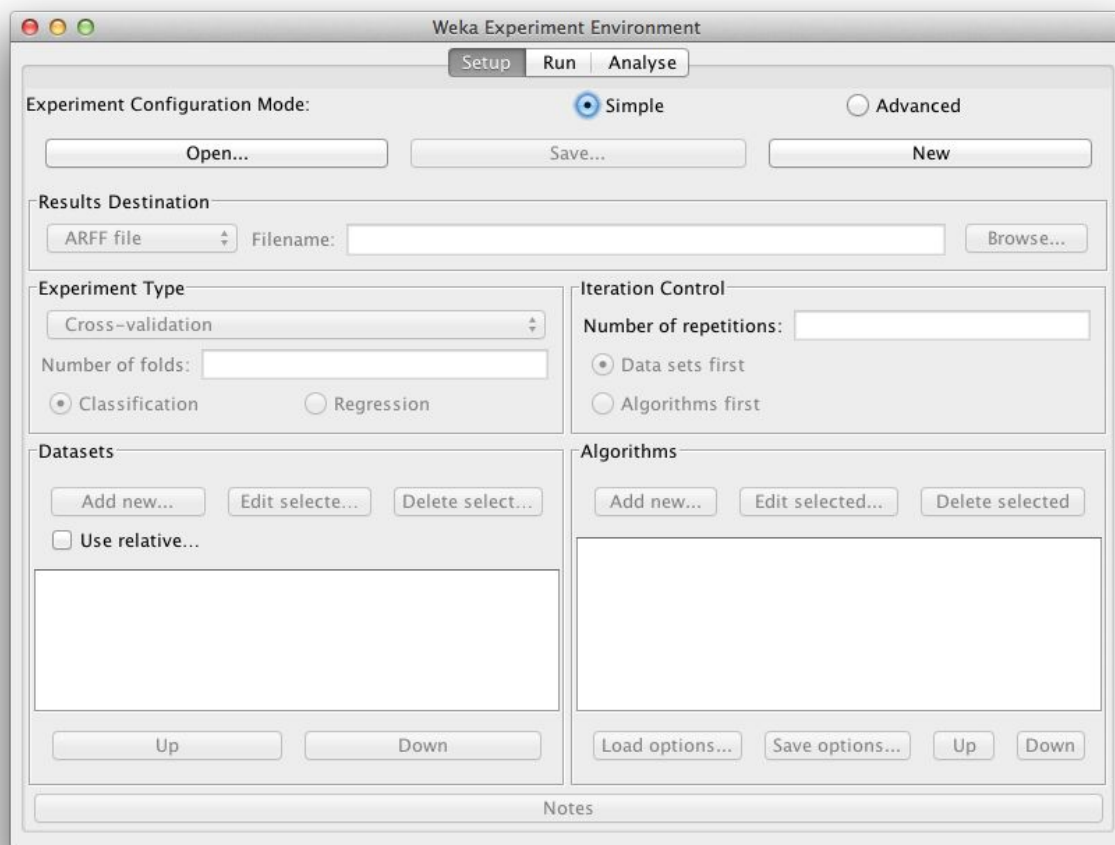 Weka Experiment Environment
Setup Run Analyse
Experiment Configuration Mode: Simple Advanced
Open... Save... New
Results Destination
ARFF file Filename: Browse...
Experiment Type
Cross-validation
Number of folds:
Classification Regression
Iteration Control
Number of repetitions:
Data sets first
Algorithms first
Datasets
Add new... Edit selecte... Delete select...
Use relative...
Up Down
Algorithms
Add new... Edit selected... Delete selected
Load options... Save options... Up Down
Notes